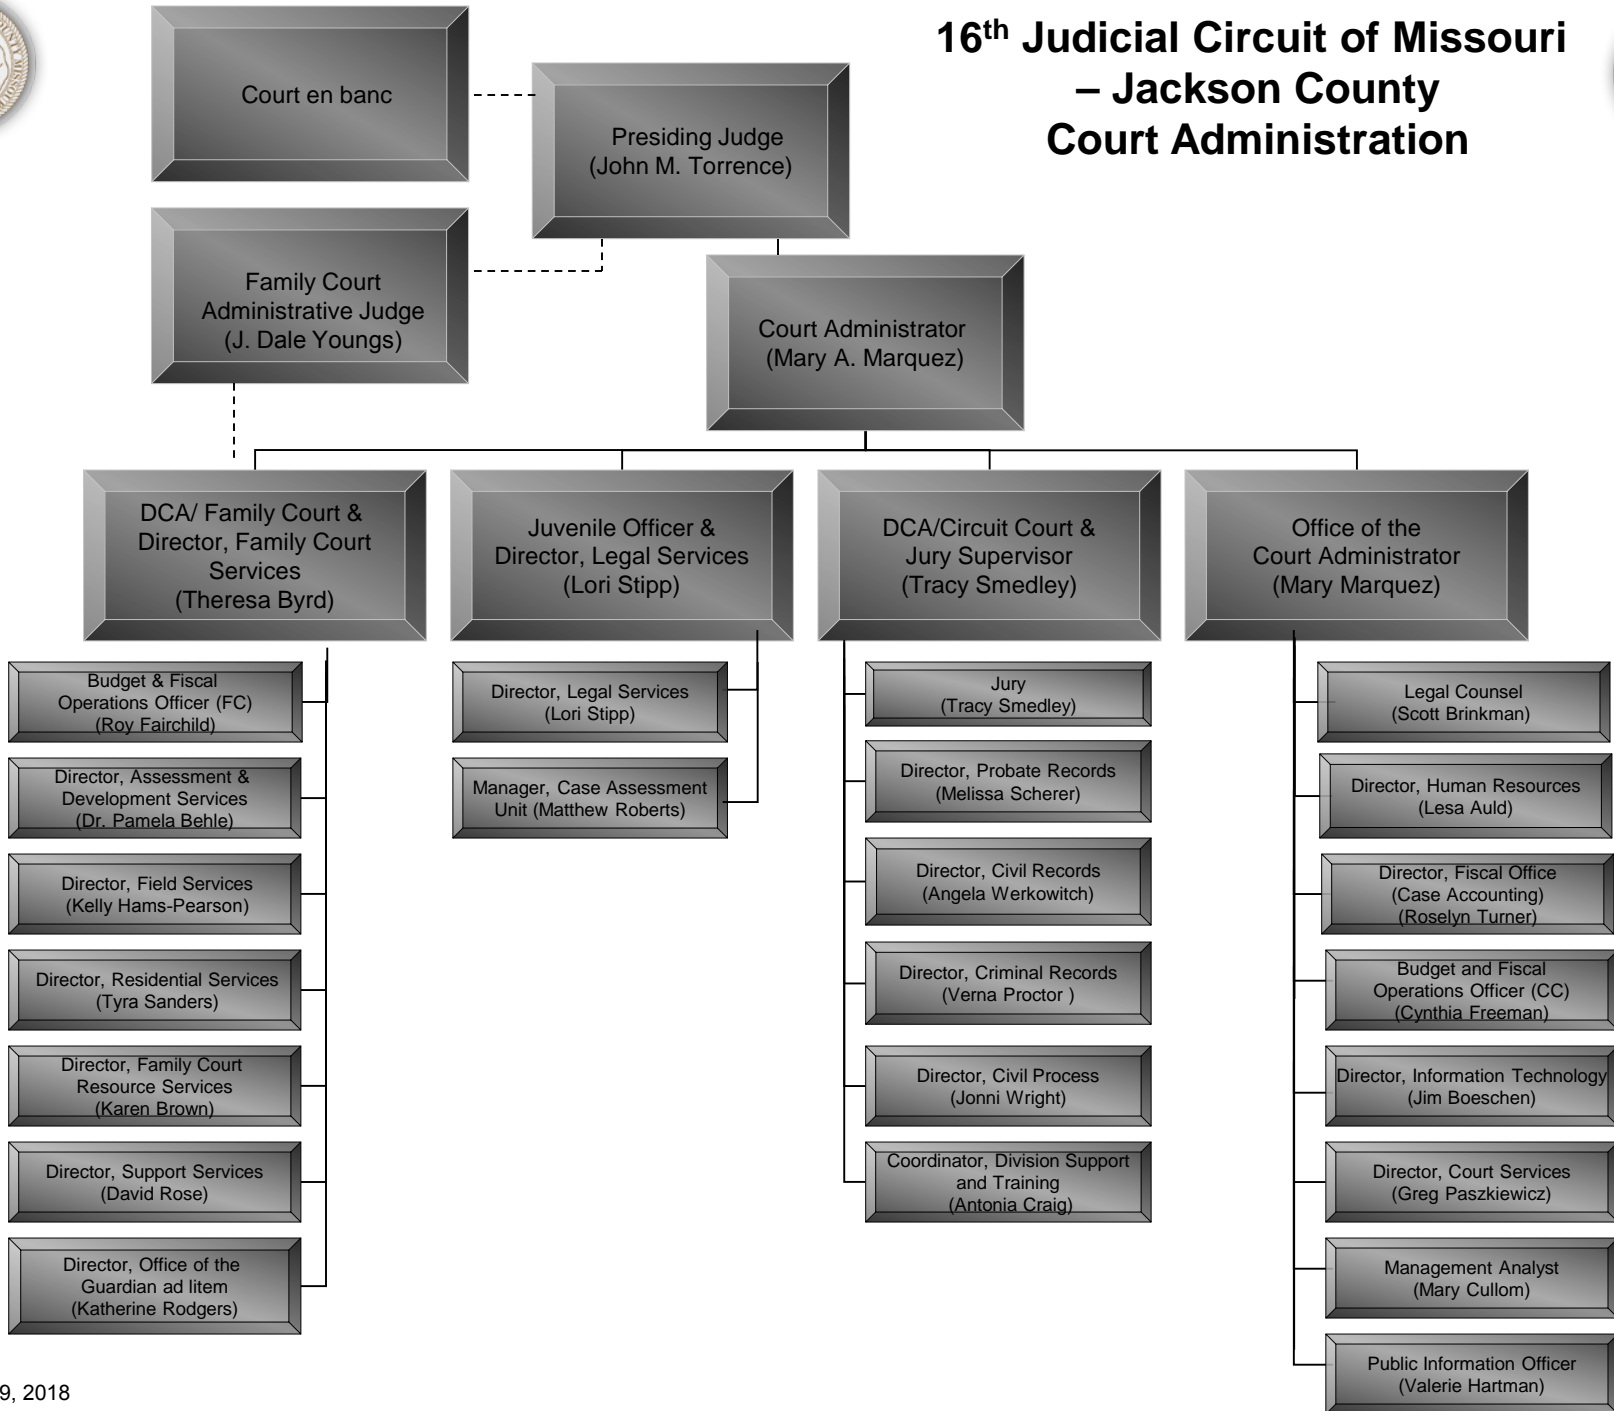 16th Judicial Circuit of Missouri
– Jackson County
Court Administration
Court en banc
Presiding Judge
(John M. Torrence)
Family Court
Administrative Judge
(J. Dale Youngs)
Court Administrator
(Mary A. Marquez)
DCA/ Family Court &
Director, Family Court
Services
(Theresa Byrd)
Juvenile Officer &
Director, Legal Services
(Lori Stipp)
DCA/Circuit Court &
Jury Supervisor
(Tracy Smedley)
Office of the
Court Administrator
(Mary Marquez)
Budget & Fiscal
Operations Officer (FC)
(Roy Fairchild)
Director, Assessment &
Development Services
(Dr. Pamela Behle)
Director, Field Services
(Kelly Hams-Pearson)
Director, Residential Services
(Tyra Sanders)
Director, Family Court
Resource Services
(Karen Brown)
Director, Support Services
(David Rose)
Director, Office of the
Guardian ad litem
(Katherine Rodgers)
Director, Legal Services
(Lori Stipp)
Manager, Case Assessment
Unit (Matthew Roberts)
Jury
(Tracy Smedley)
Director, Probate Records
(Melissa Scherer)
Director, Civil Records
(Angela Werkowitch)
Director, Criminal Records
(Verna Proctor )
Director, Civil Process
(Jonni Wright)
Coordinator, Division Support
and Training
(Antonia Craig)
Legal Counsel
(Scott Brinkman)
Director, Human Resources
(Lesa Auld)
Director, Fiscal Office
(Case Accounting)
(Roselyn Turner)
Budget and Fiscal
Operations Officer (CC)
(Cynthia Freeman)
Director, Information Technology
(Jim Boeschen)
Director, Court Services
(Greg Paszkiewicz)
Management Analyst
(Mary Cullom)
Public Information Officer
(Valerie Hartman)
9, 2018